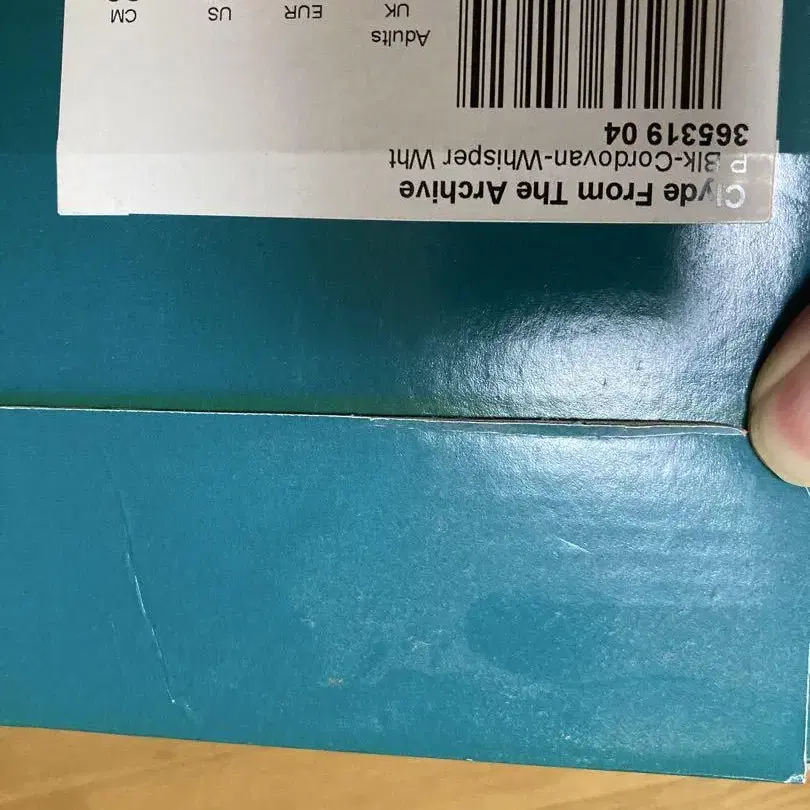 Clyde From The Archive
P Blk-Cordovan-Whisper Wht
365319 04
Adults
UK EUR US CM